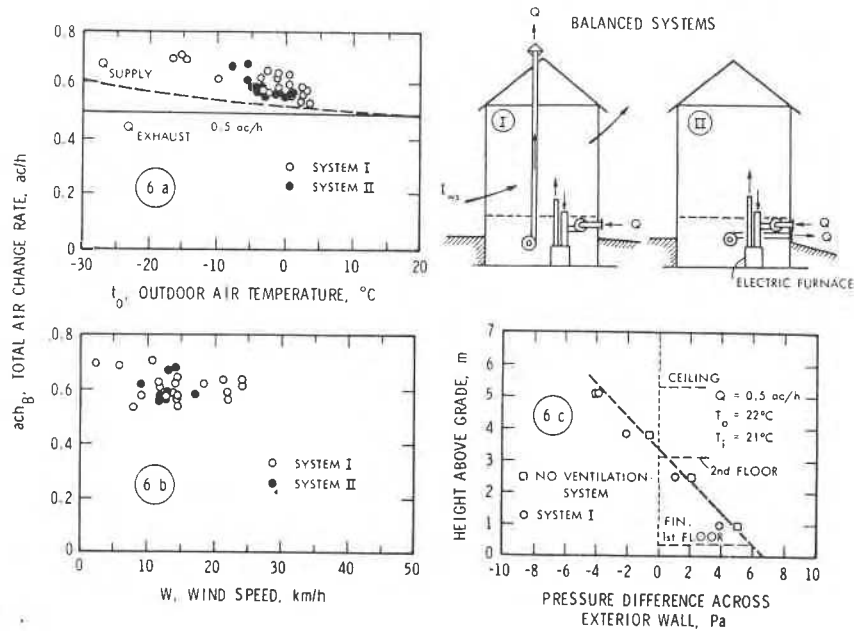 BALANCED SYSTEMS
ach_B, TOTAL AIR CHANGE RATE, ac/h
0.8
0.6
0.4
0.2
0
Q SUPPLY
Q EXHAUST
0.5 ac/h
6 a
SYSTEM I
SYSTEM II
-30
-20
-10
0
10
20
t_o, OUTDOOR AIR TEMPERATURE, °C
Q
I
Q
II
Q
Q
ELECTRIC FURNACE
0.8
0.6
0.4
0.2
0
6 b
SYSTEM I
SYSTEM II
0
10
20
30
40
50
W, WIND SPEED, km/h
HEIGHT ABOVE GRADE, m
7
6
5
4
3
2
1
0
6 c
CEILING
Q = 0.5 ac/h
T_o = 22°C
T_i = 21°C
2nd FLOOR
NO VENTILATION
SYSTEM
SYSTEM I
FIN.
1st FLOOR
-10
-8
-6
-4
-2
0
2
4
6
8
10
PRESSURE DIFFERENCE ACROSS
EXTERIOR WALL, Pa